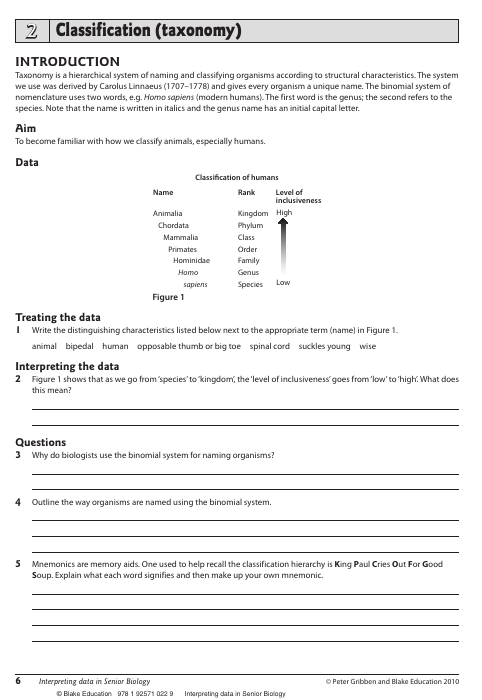 2 Classification (taxonomy)
INTRODUCTION
Taxonomy is a hierarchical system of naming and classifying organisms according to structural characteristics. The system
we use was derived by Carolus Linnaeus (1707–1778) and gives every organism a unique name. The binomial system of
nomenclature uses two words, e.g. Homo sapiens (modern humans). The first word is the genus; the second refers to the
species. Note that the name is written in italics and the genus name has an initial capital letter.
Aim
To become familiar with how we classify animals, especially humans.
Data
Classification of humans
Name Rank Level of
inclusiveness
Animalia Kingdom High
Chordata Phylum
Mammalia Class
Primates Order
Hominidae Family
Homo Genus
sapiens Species Low
Figure 1
Treating the data
1 Write the distinguishing characteristics listed below next to the appropriate term (name) in Figure 1.
animal bipedal human opposable thumb or big toe spinal cord suckles young wise
Interpreting the data
2 Figure 1 shows that as we go from 'species' to 'kingdom', the 'level of inclusiveness' goes from 'low' to 'high'. What does
this mean?
Questions
3 Why do biologists use the binomial system for naming organisms?
4 Outline the way organisms are named using the binomial system.
5 Mnemonics are memory aids. One used to help recall the classification hierarchy is King Paul Cries Out For Good
Soup. Explain what each word signifies and then make up your own mnemonic.
6 Interpreting data in Senior Biology © Peter Gribben and Blake Education 2010
© Blake Education 978 1 92571 022 9 Interpreting data in Senior Biology